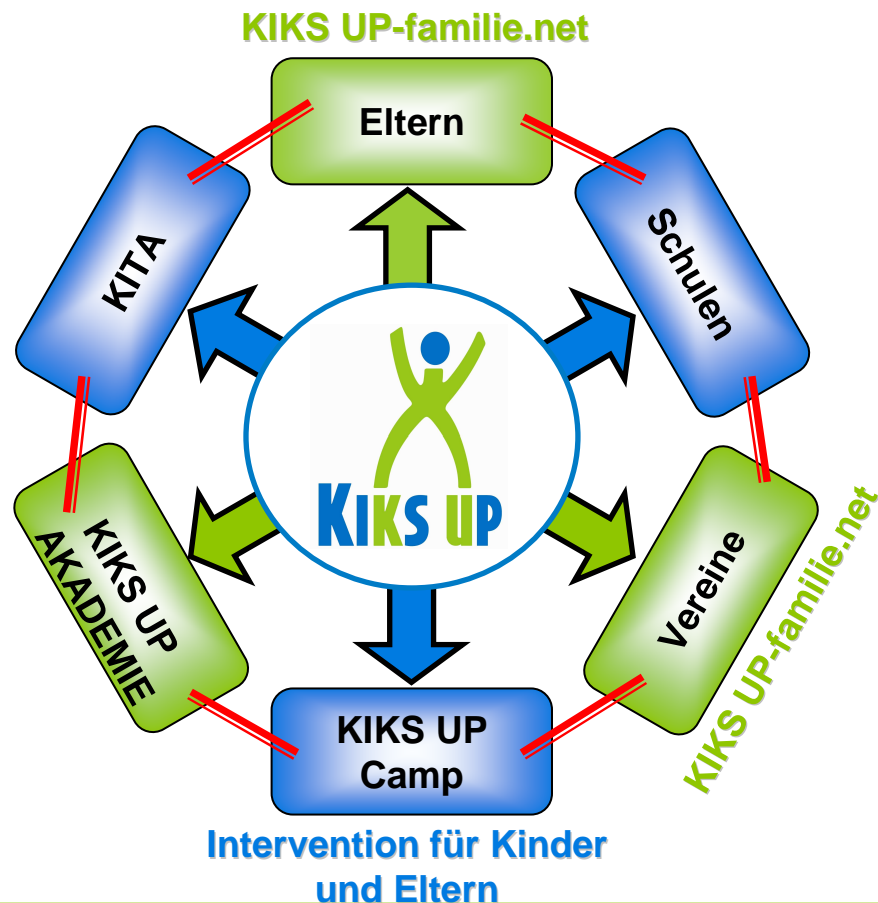 KIKS UP-familie.net
Eltern
KITA
Schulen
KIKS UP
KIKS UP
AKADEMIE
Vereine
KIKS UP-familie.net
KIKS UP
Camp
Intervention für Kinder
und Eltern